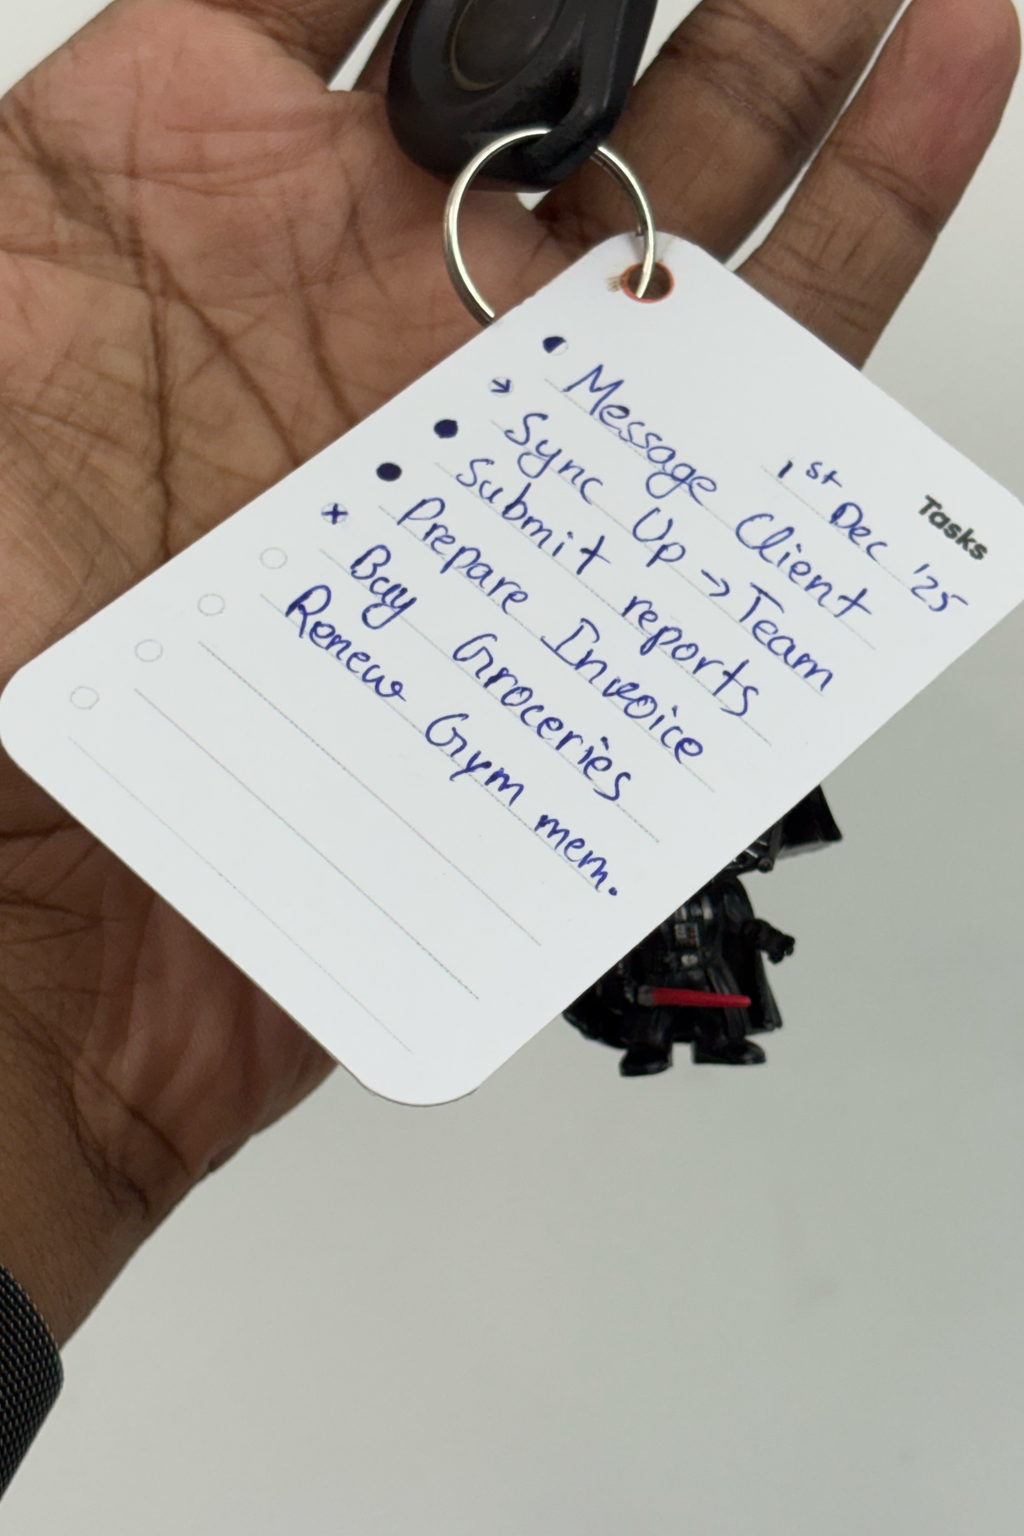 Tasks
1st Dec '25
Message Client
Sync Up → Team
Submit reports
Prepare Invoice
Buy Groceries
Renew Gym mem.